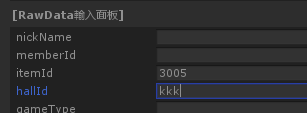 [RawData输入面板]
nickName
memberId
itemId 3005
hallId kkk
gameType